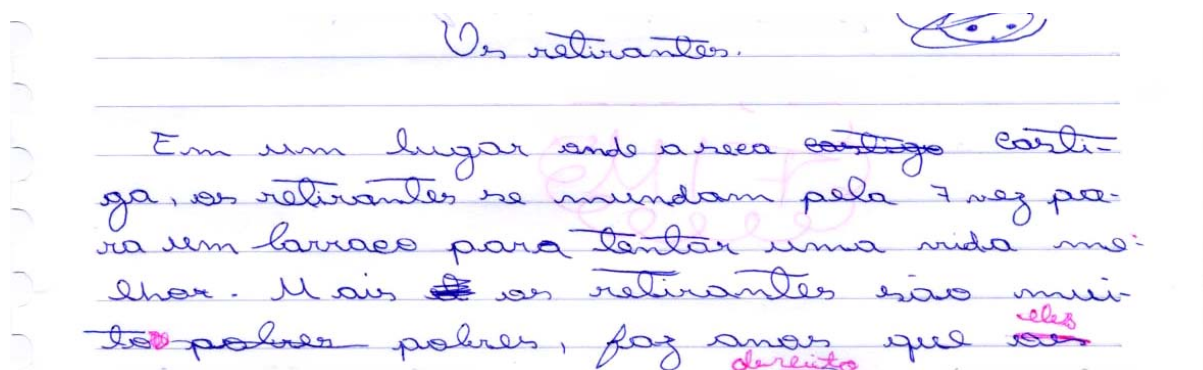 Os retirantes.
Em um lugar onde a seca castigo casti-
ga, os retirantes se mundam pela 7 vez pa-
ra um barraco para tentar uma vida me-
lhor. Mais os retirantes são mui-
to pobres pobres, faz anos que eles
dereito